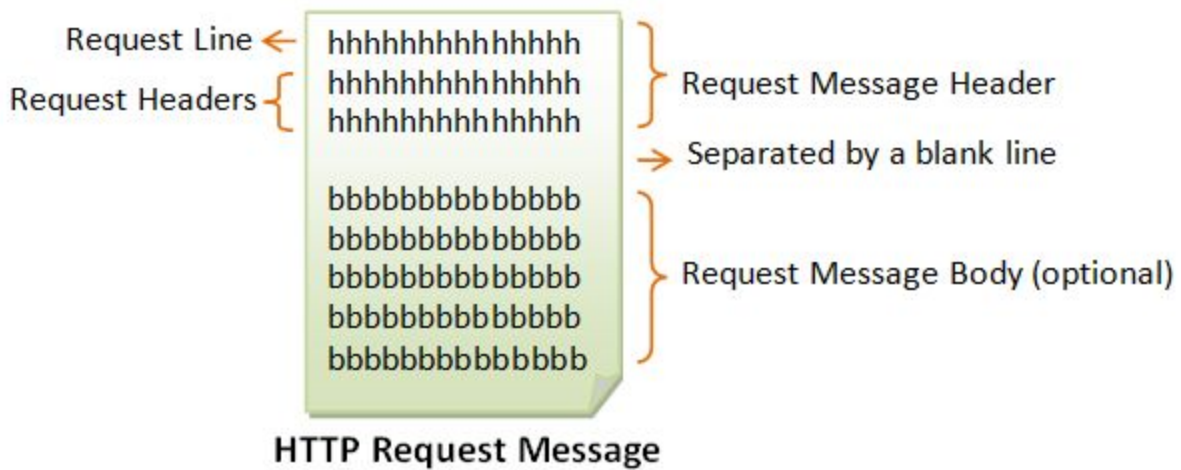 Request Line
Request Headers
hhhhhhhhhhhhhh
hhhhhhhhhhhhhh
hhhhhhhhhhhhhh
Request Message Header
Separated by a blank line
bbbbbbbbbbbbbb
bbbbbbbbbbbbbb
bbbbbbbbbbbbbb
bbbbbbbbbbbbbb
bbbbbbbbbbbbbb
Request Message Body (optional)
HTTP Request Message